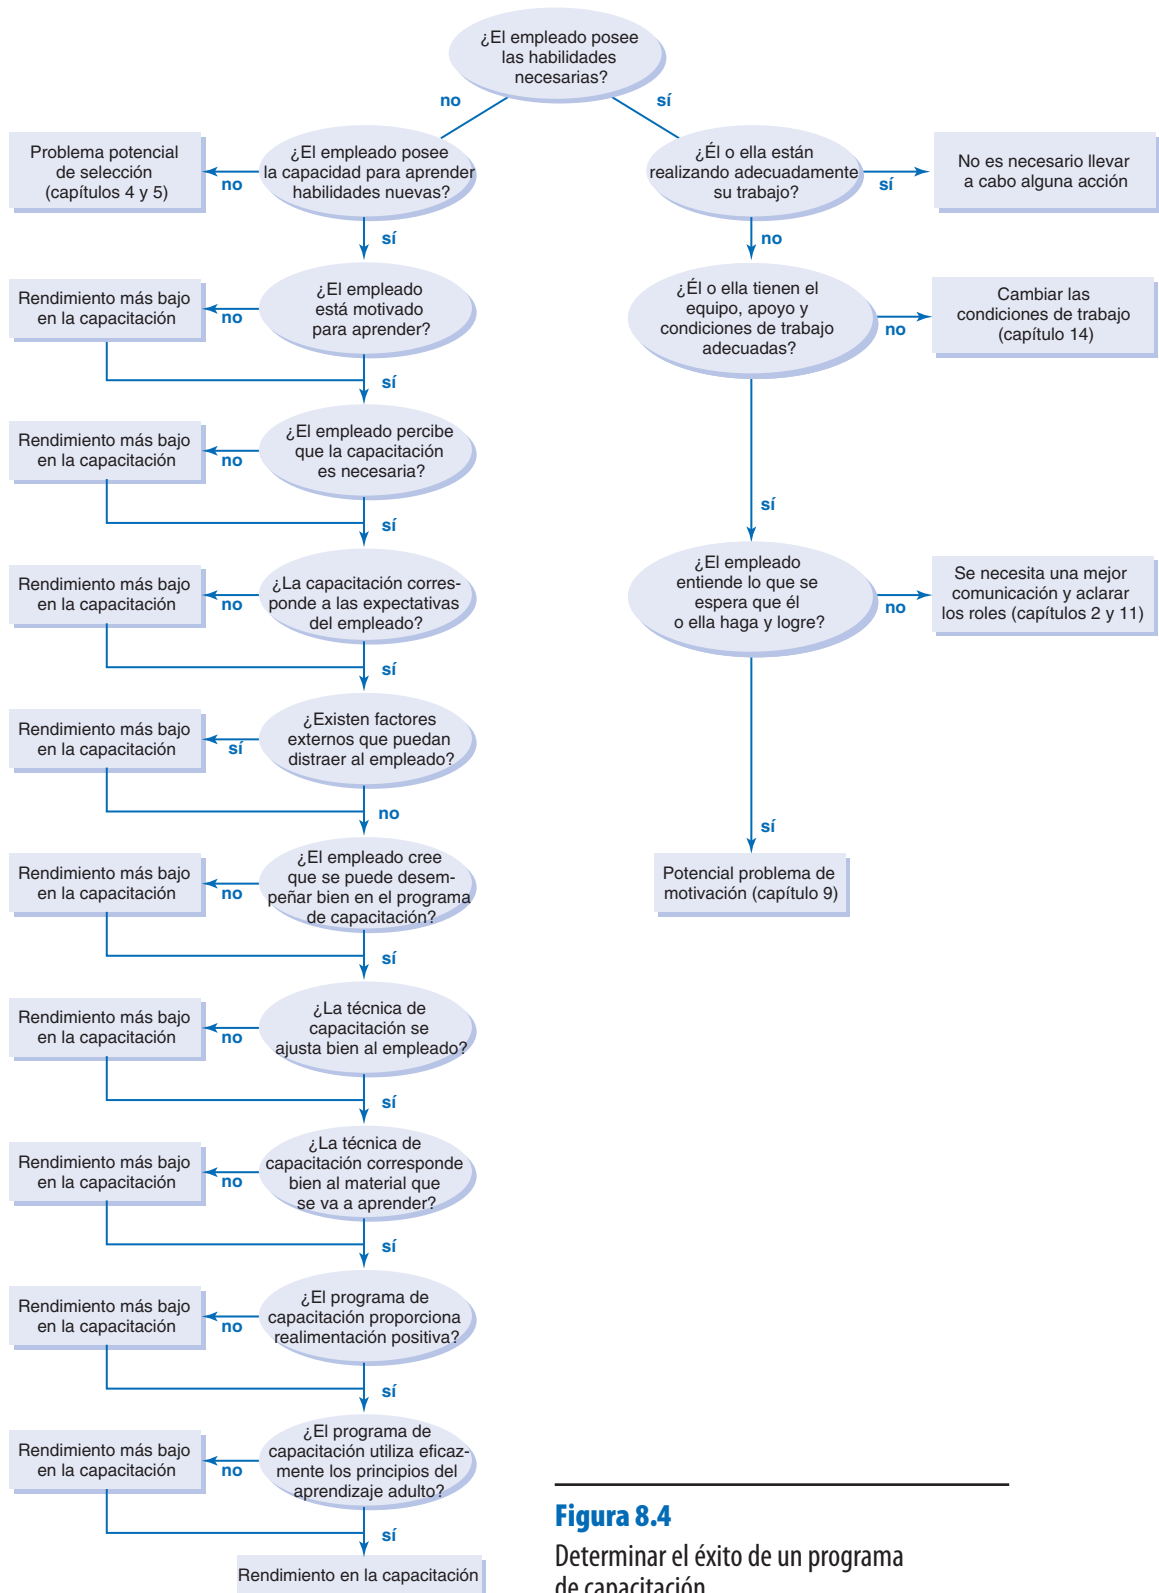 ¿El empleado posee
las habilidades
necesarias?
no
sí
Problema potencial
de selección
(capítulos 4 y 5)
no
¿El empleado posee
la capacidad para aprender
habilidades nuevas?
¿Él o ella están
realizando adecuadamente
su trabajo?
sí
No es necesario llevar
a cabo alguna acción
sí
no
Rendimiento más bajo
en la capacitación
no
¿El empleado
está motivado
para aprender?
¿Él o ella tienen el
equipo, apoyo y
condiciones de trabajo
adecuadas?
no
Cambiar las
condiciones de trabajo
(capítulo 14)
sí
Rendimiento más bajo
en la capacitación
no
¿El empleado percibe
que la capacitación
es necesaria?
sí
sí
Rendimiento más bajo
en la capacitación
no
¿La capacitación corres-
ponde a las expectativas
del empleado?
¿El empleado
entiende lo que se
espera que él
o ella haga y logre?
no
Se necesita una mejor
comunicación y aclarar
los roles (capítulos 2 y 11)
sí
Rendimiento más bajo
en la capacitación
sí
¿Existen factores
externos que puedan
distraer al empleado?
no
sí
Rendimiento más bajo
en la capacitación
no
¿El empleado cree
que se puede desem-
peñar bien en el programa
de capacitación?
Potencial problema de
motivación (capítulo 9)
sí
Rendimiento más bajo
en la capacitación
no
¿La técnica de
capacitación se
ajusta bien al empleado?
sí
Rendimiento más bajo
en la capacitación
no
¿La técnica de
capacitación corresponde
bien al material que
se va a aprender?
sí
Rendimiento más bajo
en la capacitación
no
¿El programa de
capacitación proporciona
realimentación positiva?
sí
Rendimiento más bajo
en la capacitación
no
¿El programa de
capacitación utiliza eficaz-
mente los principios del
aprendizaje adulto?
sí
Rendimiento en la capacitación
Figura 8.4
Determinar el éxito de un programa
de capacitación